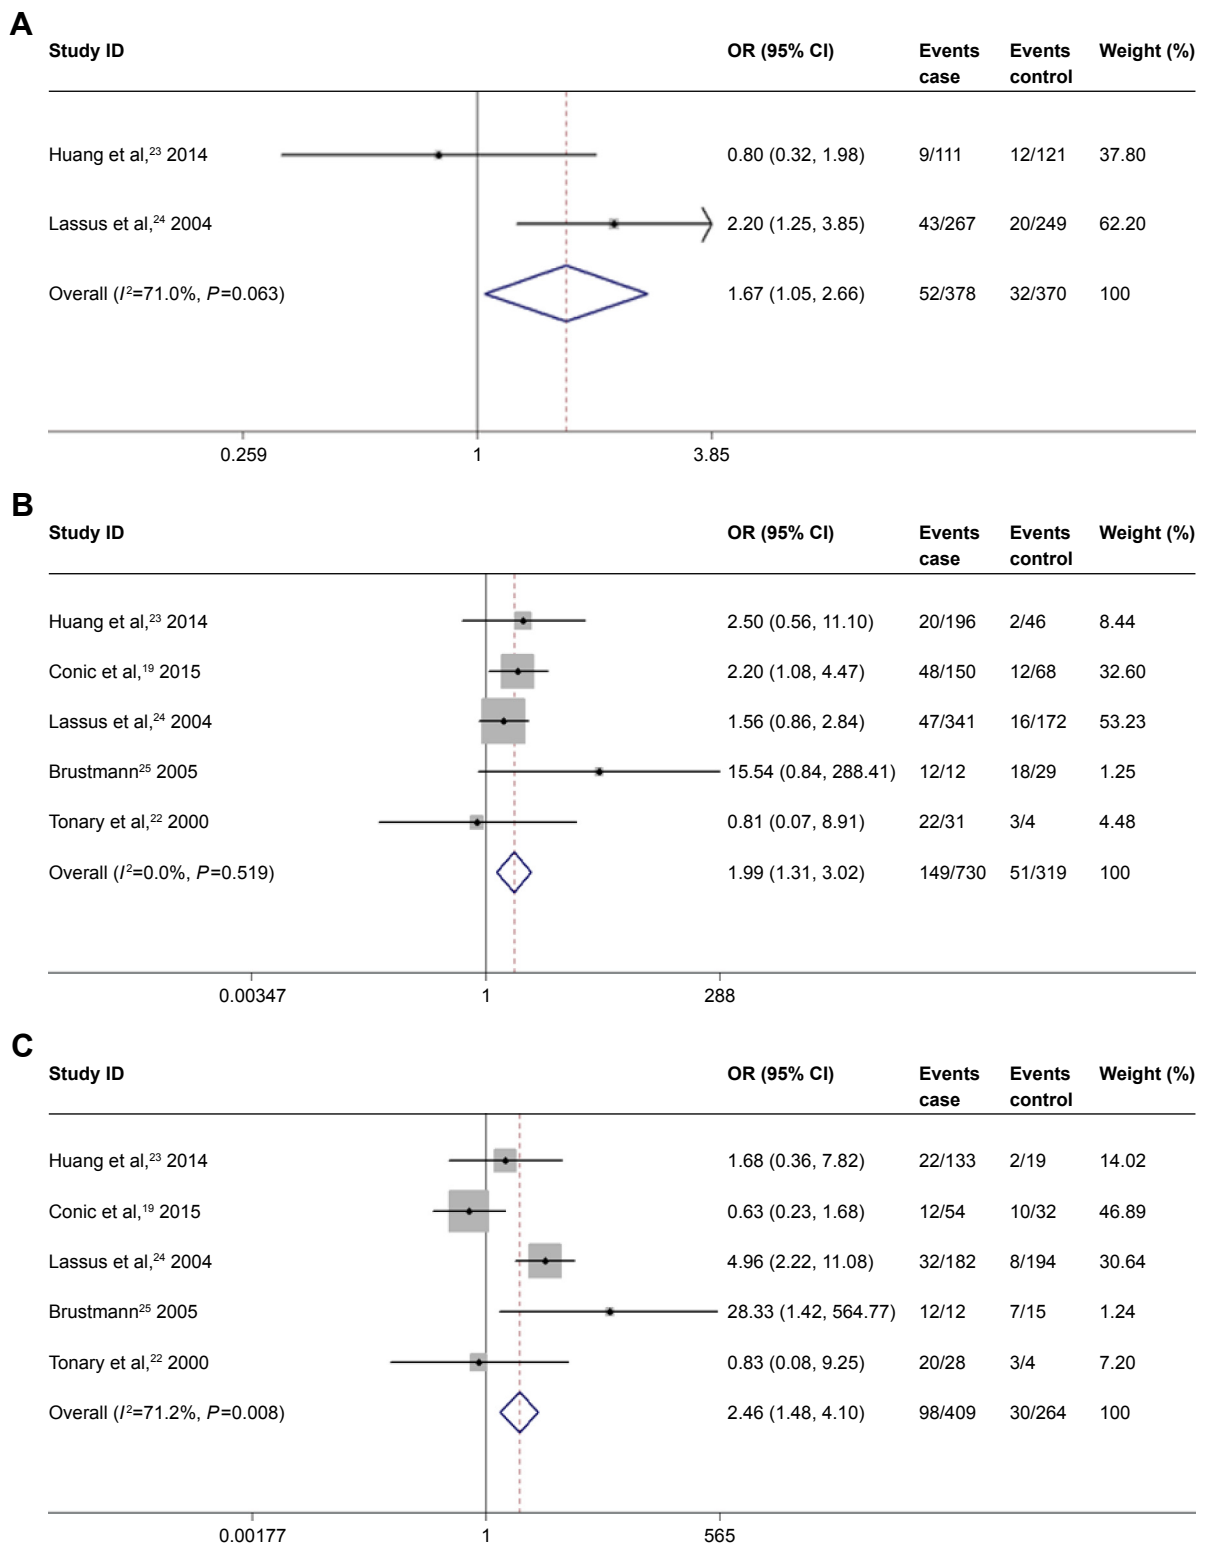 A
Study ID OR (95% CI) Events case Events control Weight (%)
Huang et al,23 2014 0.80 (0.32, 1.98) 9/111 12/121 37.80
Lassus et al,24 2004 2.20 (1.25, 3.85) 43/267 20/249 62.20
Overall (I2=71.0%, P=0.063) 1.67 (1.05, 2.66) 52/378 32/370 100
0.259 1 3.85
B
Study ID OR (95% CI) Events case Events control Weight (%)
Huang et al,23 2014 2.50 (0.56, 11.10) 20/196 2/46 8.44
Conic et al,19 2015 2.20 (1.08, 4.47) 48/150 12/68 32.60
Lassus et al,24 2004 1.56 (0.86, 2.84) 47/341 16/172 53.23
Brustmann25 2005 15.54 (0.84, 288.41) 12/12 18/29 1.25
Tonary et al,22 2000 0.81 (0.07, 8.91) 22/31 3/4 4.48
Overall (I2=0.0%, P=0.519) 1.99 (1.31, 3.02) 149/730 51/319 100
0.00347 1 288
C
Study ID OR (95% CI) Events case Events control Weight (%)
Huang et al,23 2014 1.68 (0.36, 7.82) 22/133 2/19 14.02
Conic et al,19 2015 0.63 (0.23, 1.68) 12/54 10/32 46.89
Lassus et al,24 2004 4.96 (2.22, 11.08) 32/182 8/194 30.64
Brustmann25 2005 28.33 (1.42, 564.77) 12/12 7/15 1.24
Tonary et al,22 2000 0.83 (0.08, 9.25) 20/28 3/4 7.20
Overall (I2=71.2%, P=0.008) 2.46 (1.48, 4.10) 98/409 30/264 100
0.00177 1 565